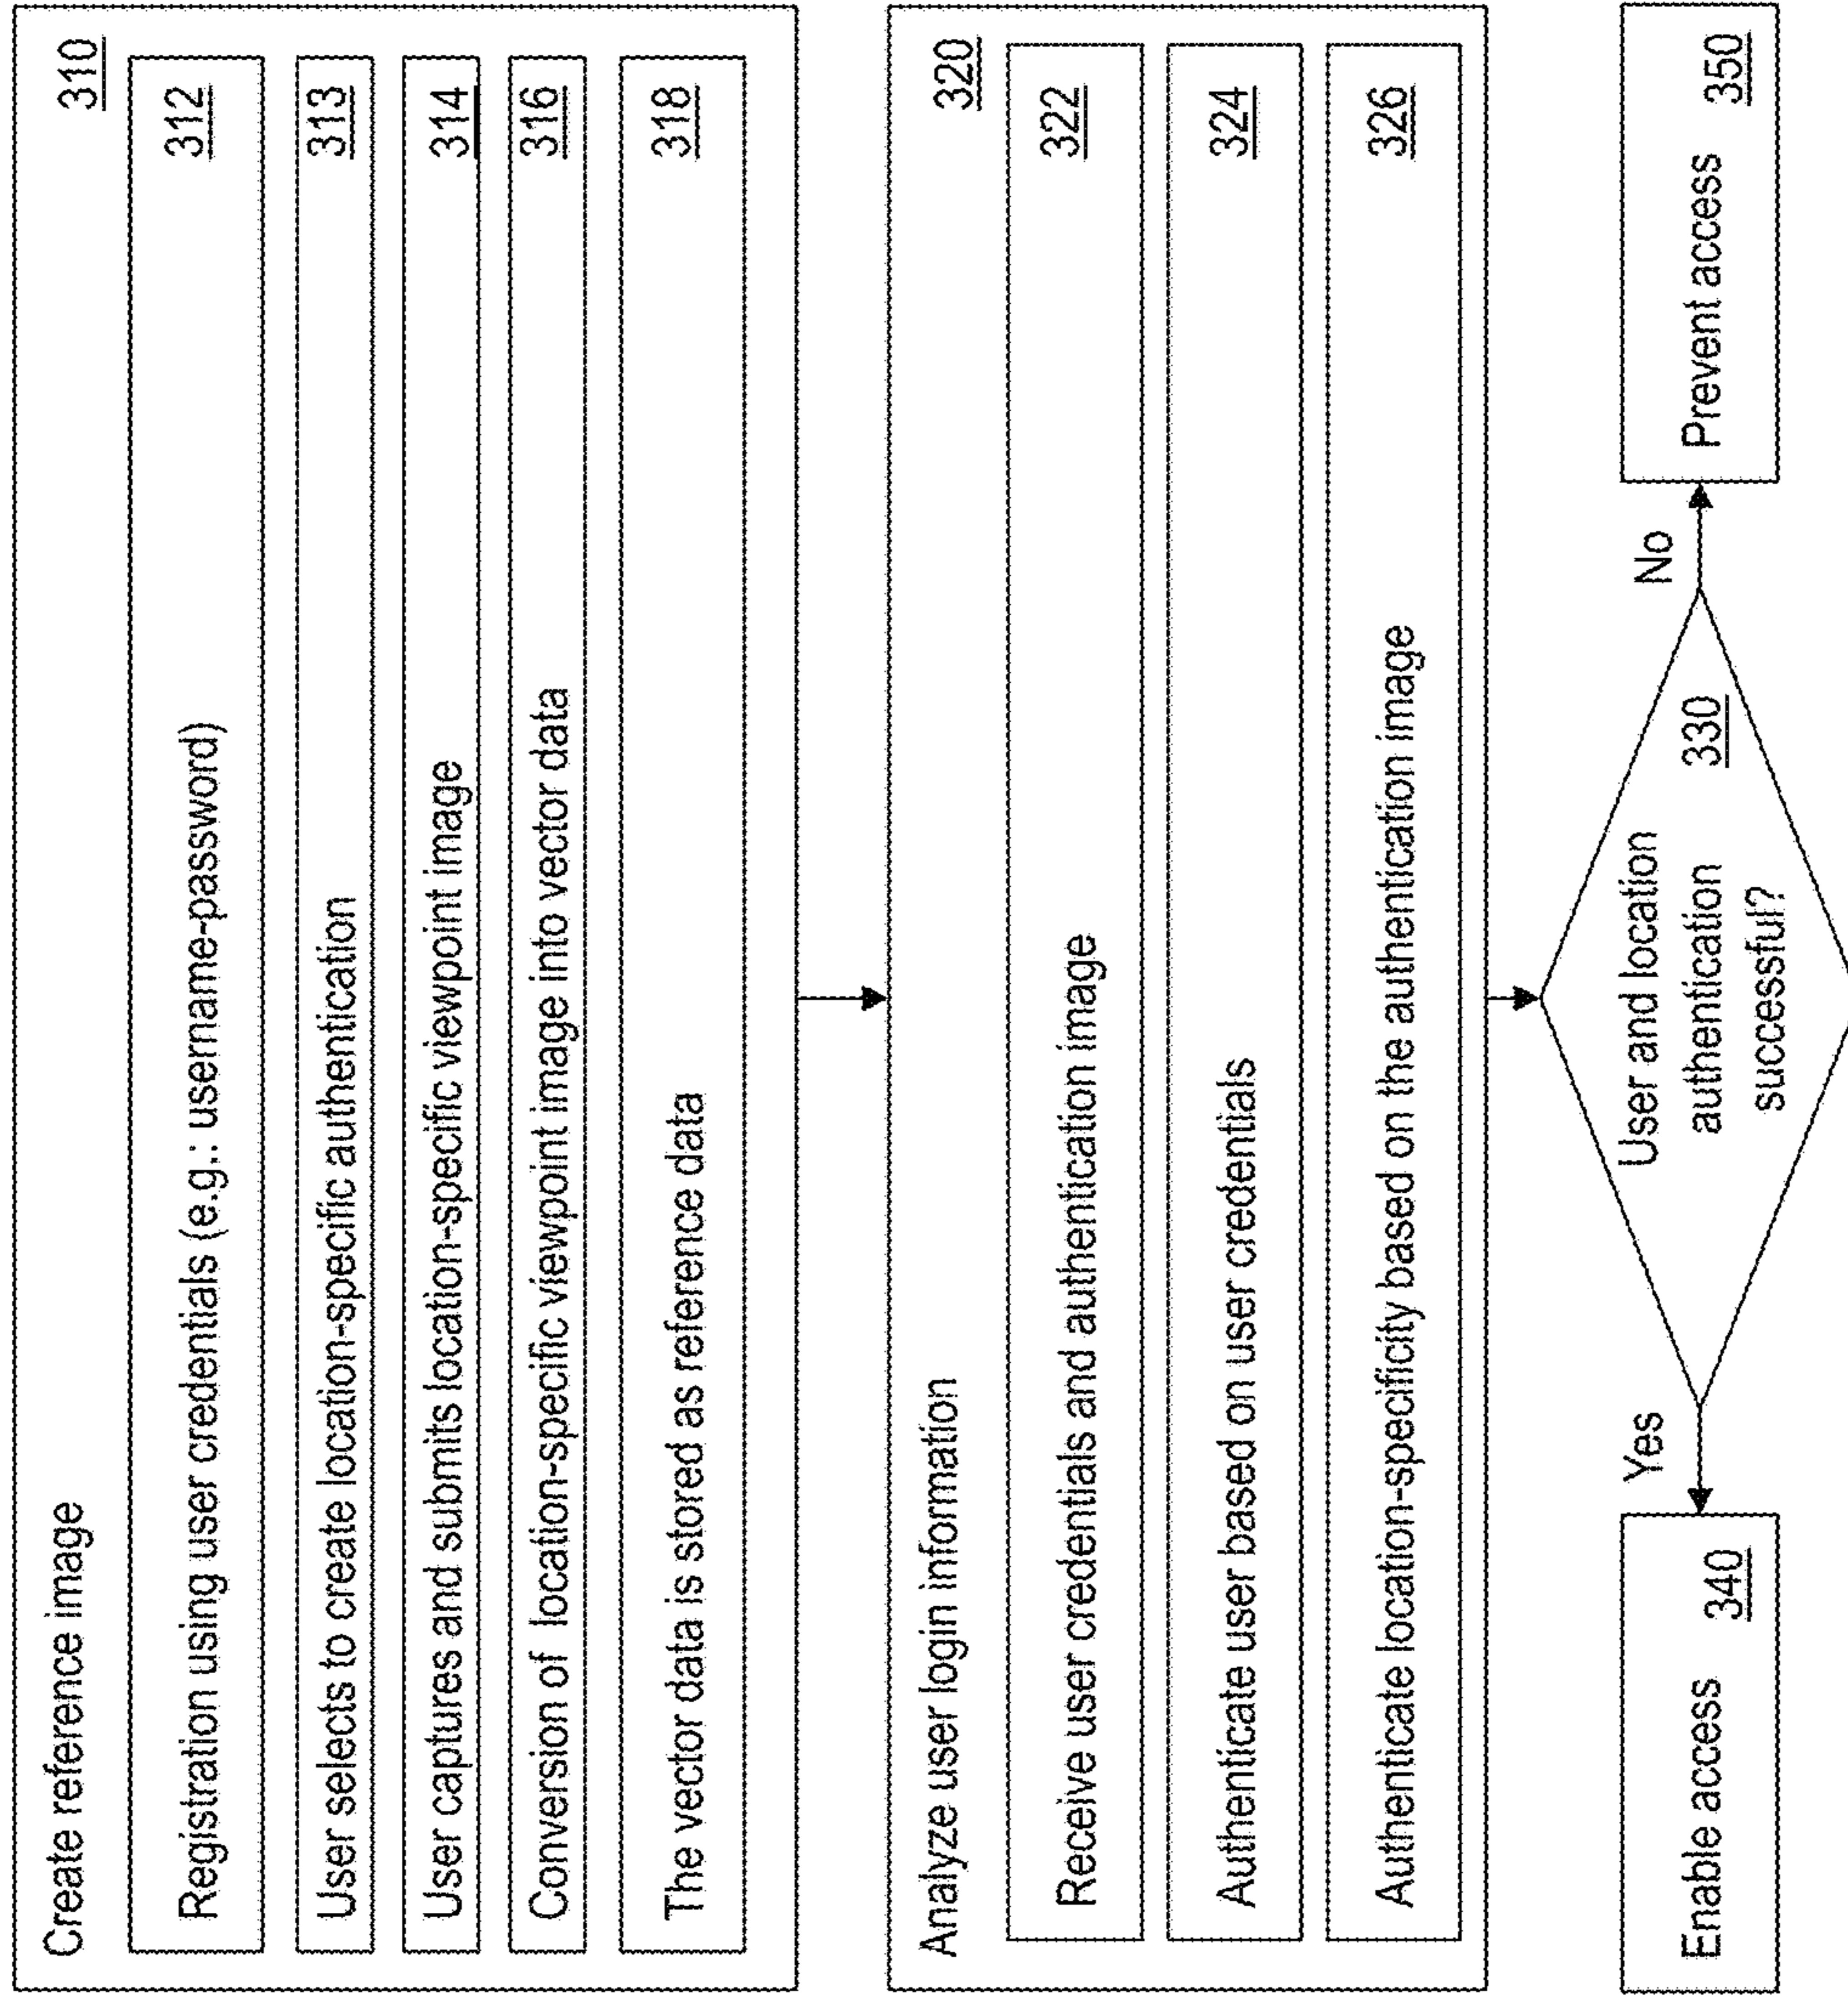 Create reference image 310
Registration using user credentials (e.g.: username-password) 312
User selects to create location-specific authentication 313
User captures and submits location-specific viewpoint image 314
Conversion of location-specific viewpoint image into vector data 316
The vector data is stored as reference data 318
Analyze user login information 320
Receive user credentials and authentication image 322
Authenticate user based on user credentials 324
Authenticate location-specificity based on the authentication image 326
User and location
authentication 330
successful?
Yes
No
Enable access 340
Prevent access 350